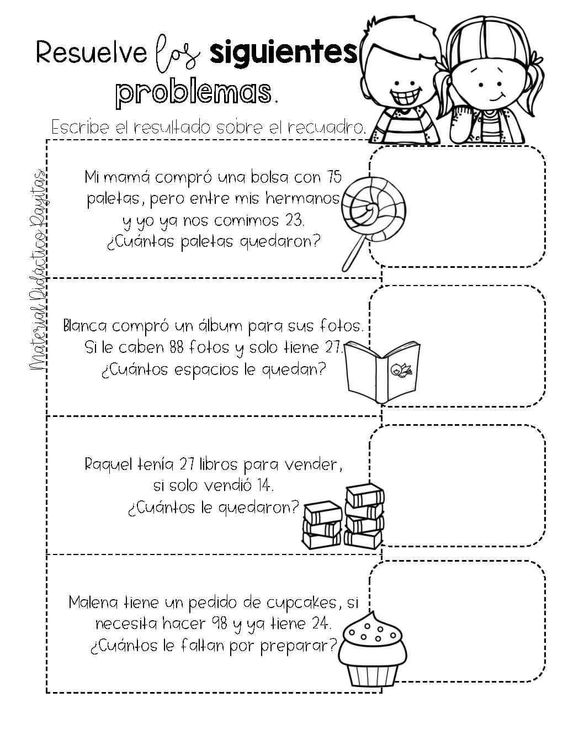 Resuelve los siguientes
problemas.
Escribe el resultado sobre el recuadro.
Material Didáctico Rayitas
Mi mamá compró una bolsa con 75
paletas, pero entre mis hermanos
y yo ya nos comimos 23.
¿Cuántas paletas quedaron?
Blanca compró un álbum para sus fotos.
Si le caben 88 fotos y solo tiene 27.
¿Cuántos espacios le quedan?
Raquel tenía 27 libros para vender,
si solo vendió 14.
¿Cuántos le quedaron?
Malena tiene un pedido de cupcakes, si
necesita hacer 98 y ya tiene 24.
¿Cuántos le faltan por preparar?